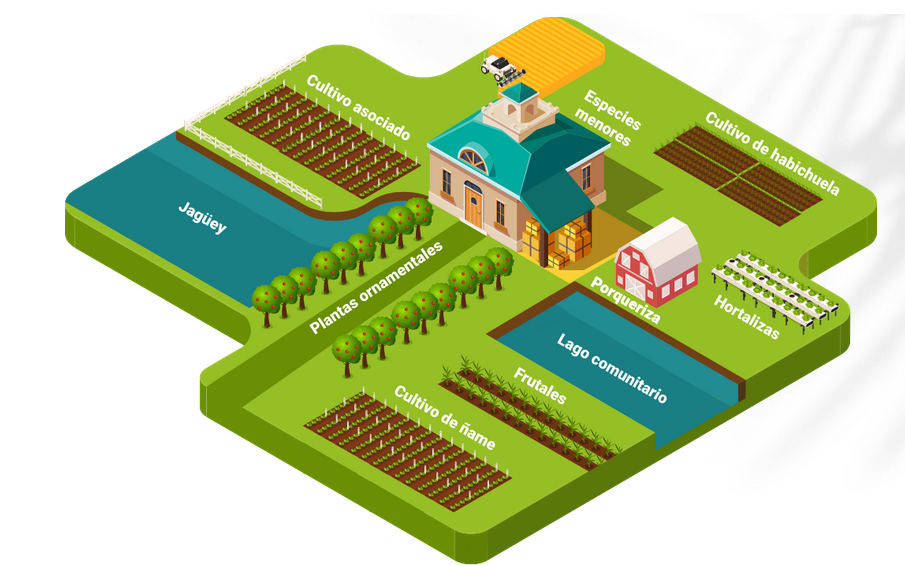 Cultivo asociado
Especies
menores
Cultivo de habichuela
Jagüey
Plantas ornamentales
Porqueriza
Hortalizas
Lago comunitario
Frutales
Cultivo de ñame